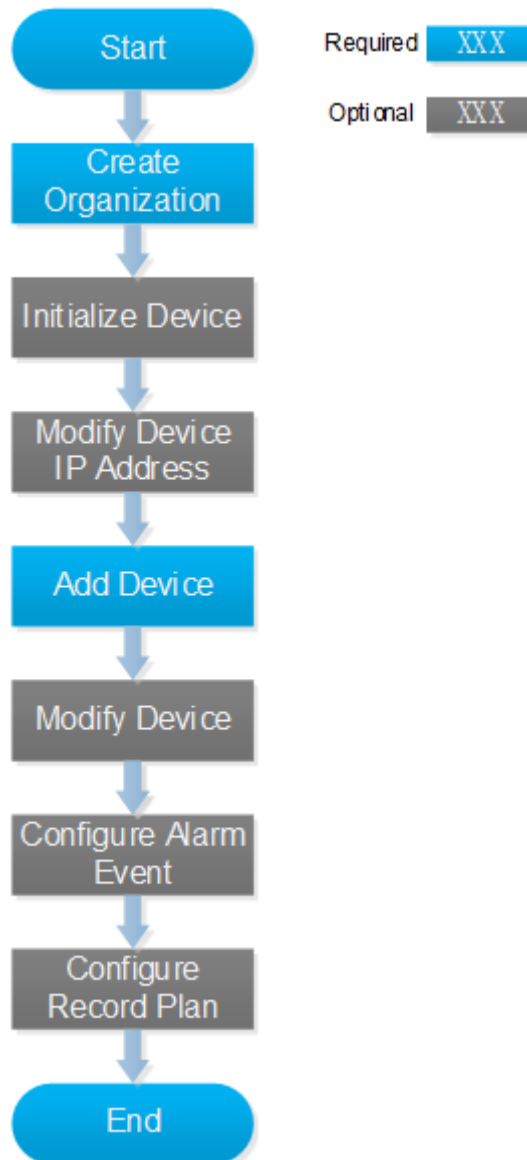 Start
Required XXX
Optional XXX
Create
Organization
Initialize Device
Modify Device
IP Address
Add Device
Modify Device
Configure Alarm
Event
Configure
Record Plan
End